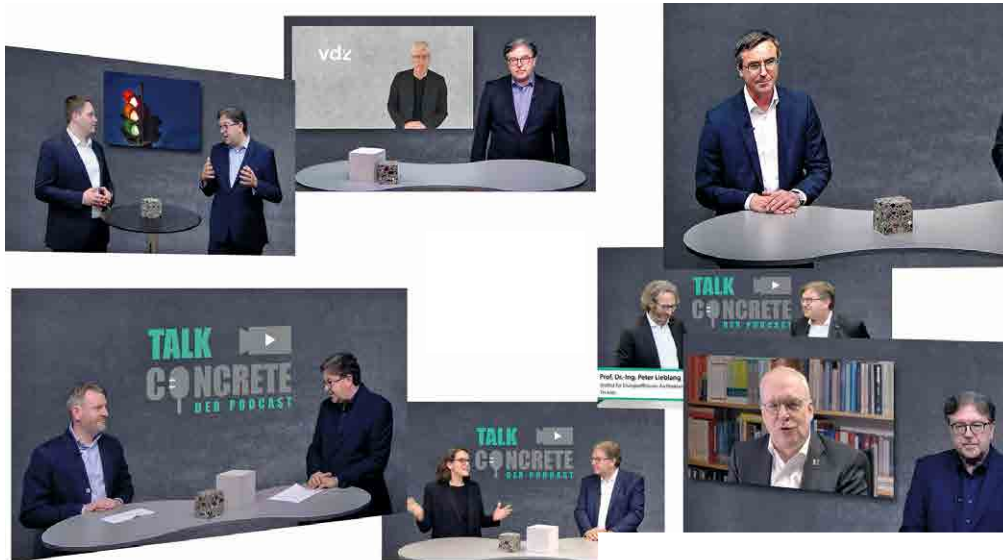 vdz
TALK
CONCRETE
DER PODCAST
TALK
CONCRETE
DER PODCAST
Prof. Dr.-Ing. Peter Lieblang
TALK
CONCRETE
DER PODCAST